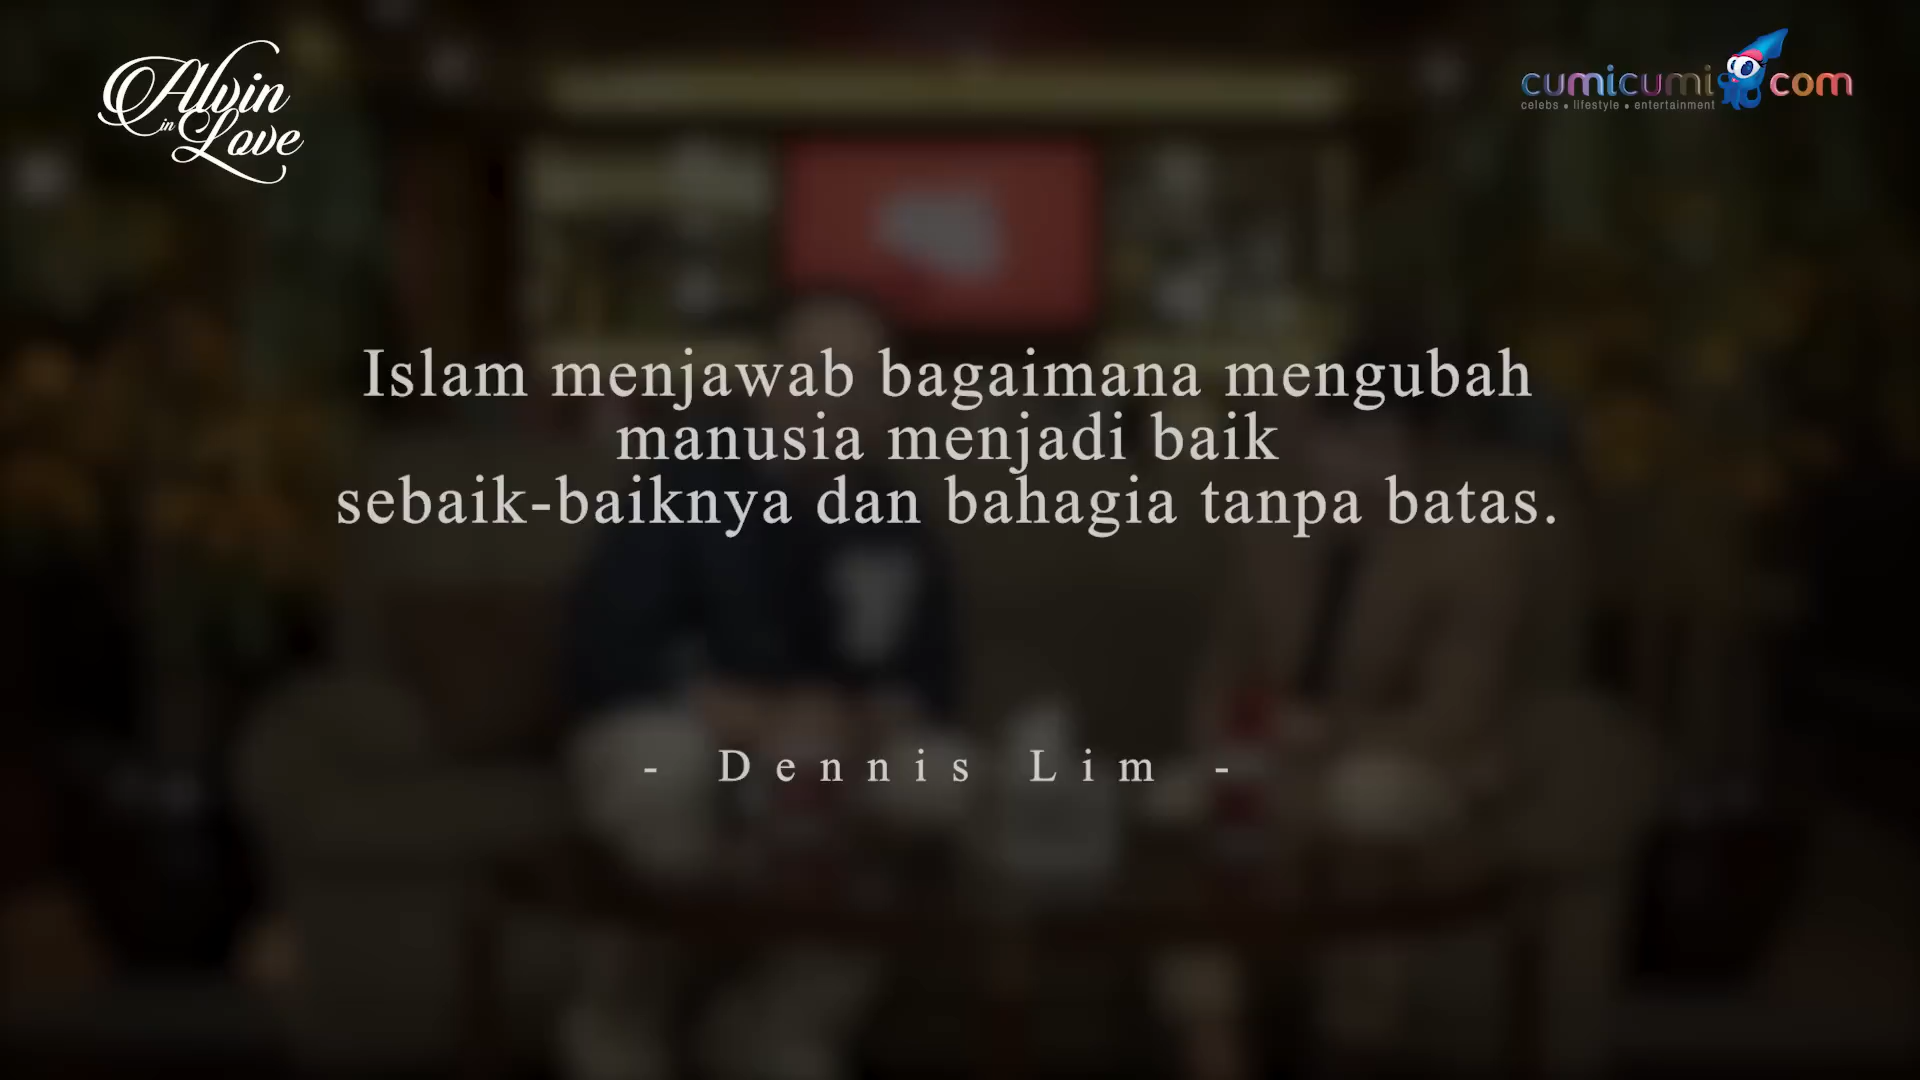 Alvin
in Love
cumicumi.com
celebs • lifestyle • entertainment
Islam menjawab bagaimana mengubah
manusia menjadi baik
sebaik-baiknya dan bahagia tanpa batas.
- Dennis Lim -